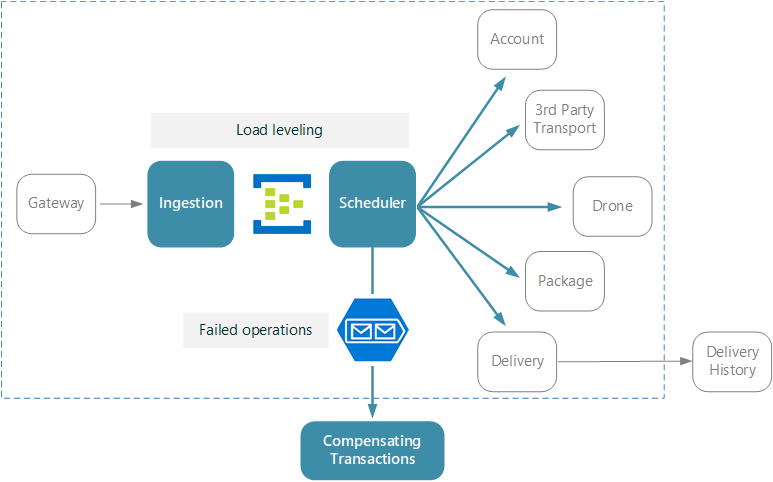 Account
3rd Party
Transport
Load leveling
Gateway
Ingestion
Scheduler
Drone
Package
Failed operations
Delivery
Delivery
History
Compensating
Transactions